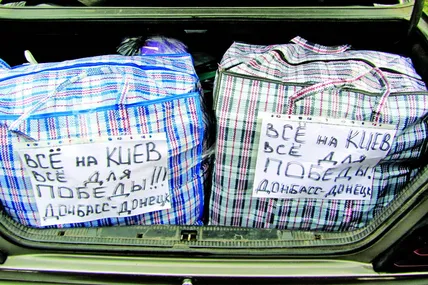 ВСЁ НА КИЕВ
ВСЁ ДЛЯ
ПОБЕДЫ!!!
ДОНБАСС-ДОНЕЦК
ВСЁ НА КИЕВ
ВСЁ ДЛЯ
ПОБЕДЫ!
ДОНБАСС-ДОНЕЦК